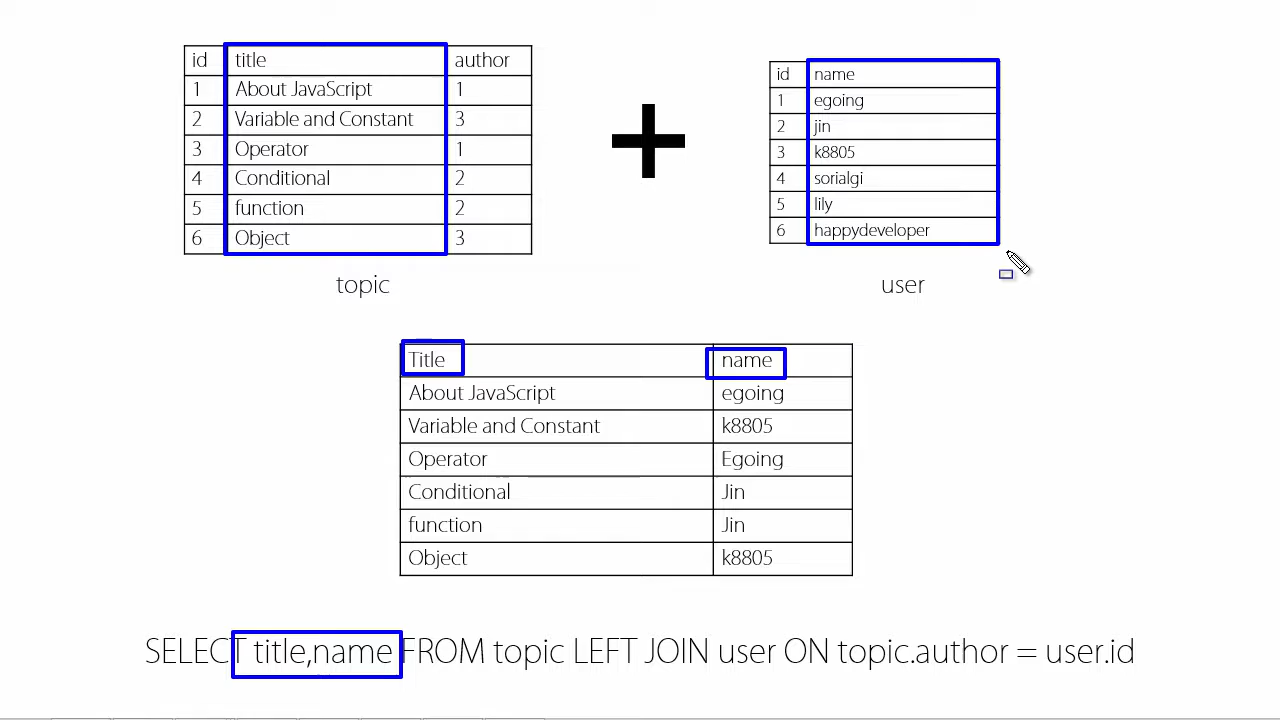 id title author
1 About JavaScript 1
2 Variable and Constant 3
3 Operator 1
4 Conditional 2
5 function 2
6 Object 3
topic
id name
1 egoing
2 jin
3 k8805
4 sorialgi
5 lily
6 happydeveloper
user
Title name
About JavaScript egoing
Variable and Constant k8805
Operator Egoing
Conditional Jin
function Jin
Object k8805
SELECT title,name FROM topic LEFT JOIN user ON topic.author = user.id